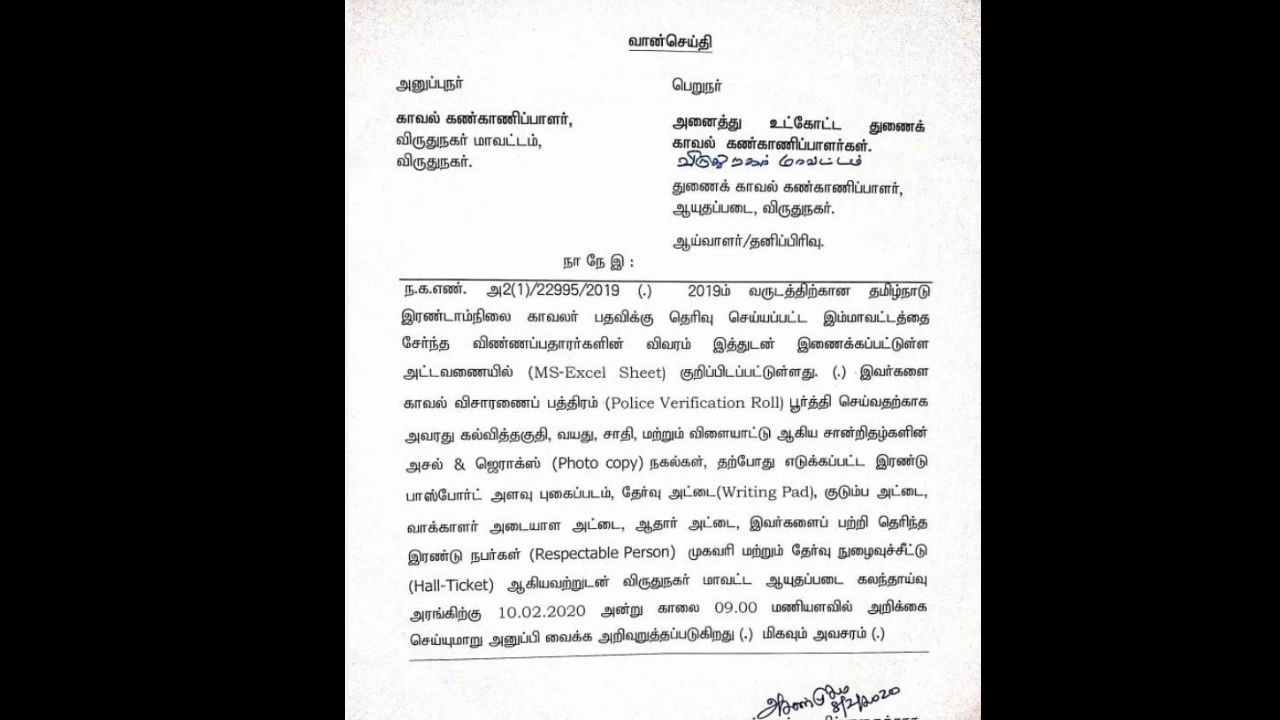 வான்செய்தி
அனுப்புநர்
காவல் கண்காணிப்பாளர்,
விருதுநகர் மாவட்டம்,
விருதுநகர்.
பெறுநர்
அனைத்து உட்கோட்ட துணைக்
காவல் கண்காணிப்பாளர்கள்.
விருதுநகர் மாவட்டம்
துணைக் காவல் கண்காணிப்பாளர்,
ஆயுதப்படை, விருதுநகர்.
ஆய்வாளர்/தனிப்பிரிவு.
நா நே இ :
ந.க.எண். அ2(1)/22995/2019 (.) 2019ம் வருடத்திற்கான தமிழ்நாடு
இரண்டாம்நிலை காவலர் பதவிக்கு தெரிவு செய்யப்பட்ட இம்மாவட்டத்தை
சேர்ந்த விண்ணப்பதாரர்களின் விவரம் இத்துடன் இணைக்கப்பட்டுள்ள
அட்டவணையில் (MS-Excel Sheet) குறிப்பிடப்பட்டுள்ளது. (.) இவர்களை
காவல் விசாரணைப் பத்திரம் (Police Verification Roll) பூர்த்தி செய்வதற்காக
அவரது கல்வித்தகுதி, வயது, சாதி, மற்றும் விளையாட்டு ஆகிய சான்றிதழ்களின்
அசல் & ஜெராக்ஸ் (Photo copy) நகல்கள், தற்போது எடுக்கப்பட்ட இரண்டு
பாஸ்போர்ட் அளவு புகைப்படம், தேர்வு அட்டை(Writing Pad), குடும்ப அட்டை,
வாக்காளர் அடையாள அட்டை, ஆதார் அட்டை, இவர்களைப் பற்றி தெரிந்த
இரண்டு நபர்கள் (Respectable Person) முகவரி மற்றும் தேர்வு நுழைவுச்சீட்டு
(Hall-Ticket) ஆகியவற்றுடன் விருதுநகர் மாவட்ட ஆயுதப்படை கலந்தாய்வு
அரங்கிற்கு 10.02.2020 அன்று காலை 09.00 மணியளவில் அறிக்கை
செய்யுமாறு அனுப்பி வைக்க அறிவுறுத்தப்படுகிறது (.) மிகவும் அவசரம் (.)
8/2/2020